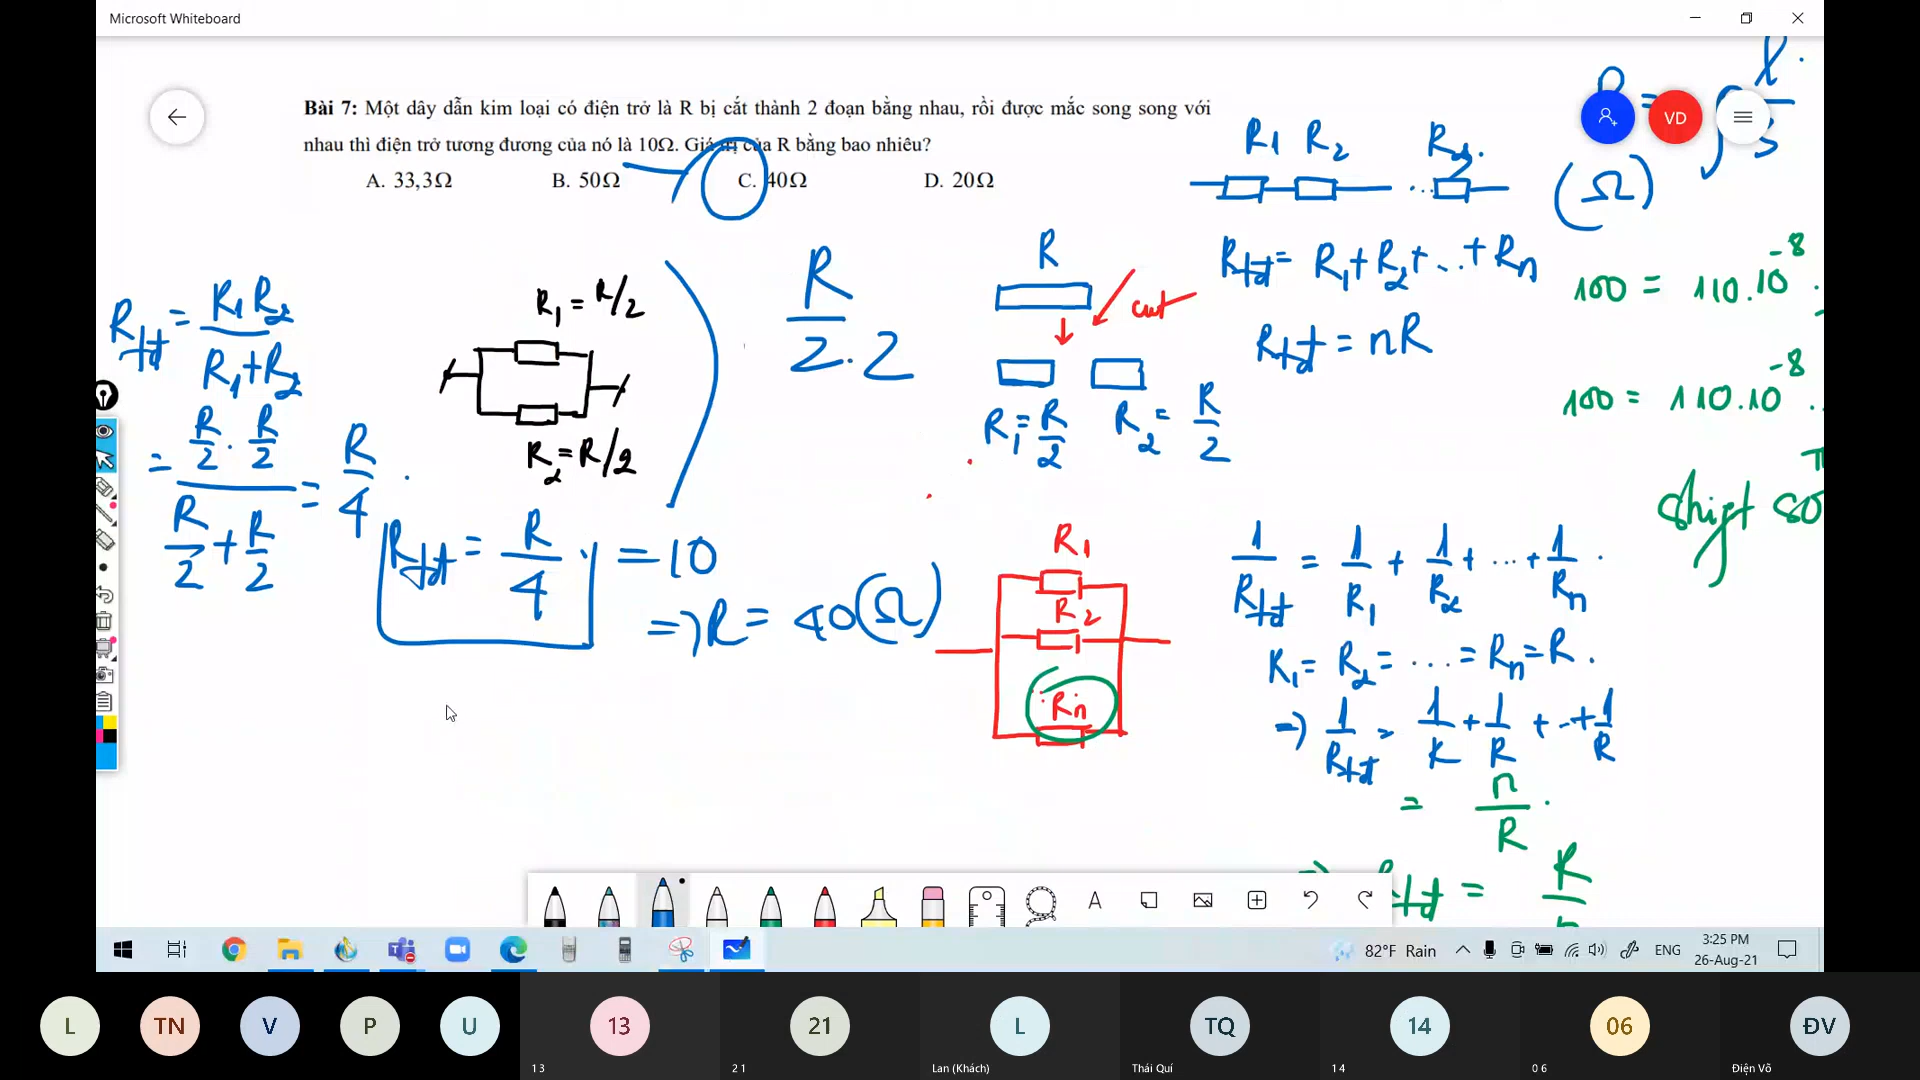 Microsoft Whiteboard
Bài 7: Một dây dẫn kim loại có điện trở là R bị cắt thành 2 đoạn bằng nhau, rồi được mắc song song với
nhau thì điện trở tương đương của nó là 10Ω. Giá trị của R bằng bao nhiêu?
A. 33,3Ω B. 50Ω C. 40Ω D. 20Ω
VD
R1 R2
(Ω)
Rtđ = R1 + R2 + ... + Rn
Rtđ = nR
100 = 110.10^-8
100 = 110.10^-8
R
cut
R1 = R/2 R2 = R/2
R/2.2
R1 = R/2
R2 = R/2
Rtđ = R1R2/(R1+R2)
= (R/2 . R/2)/(R/2 + R/2) = R/4
Rtđ = R/4 = 10
=> R = 40(Ω)
R1
R2
Rn
1/Rtđ = 1/R1 + 1/R2 + ... + 1/Rn
R1 = R2 = ... = Rn = R.
=> 1/Rtđ = 1/R + 1/R + ... + 1/R
= n/R
A
82°F Rain
ENG
3:25 PM
26-Aug-21
L TN V P U 13 21 L TQ 14 06 ĐV
13 21 Lan (Khách) Thái Quí 14 06 Điện Võ